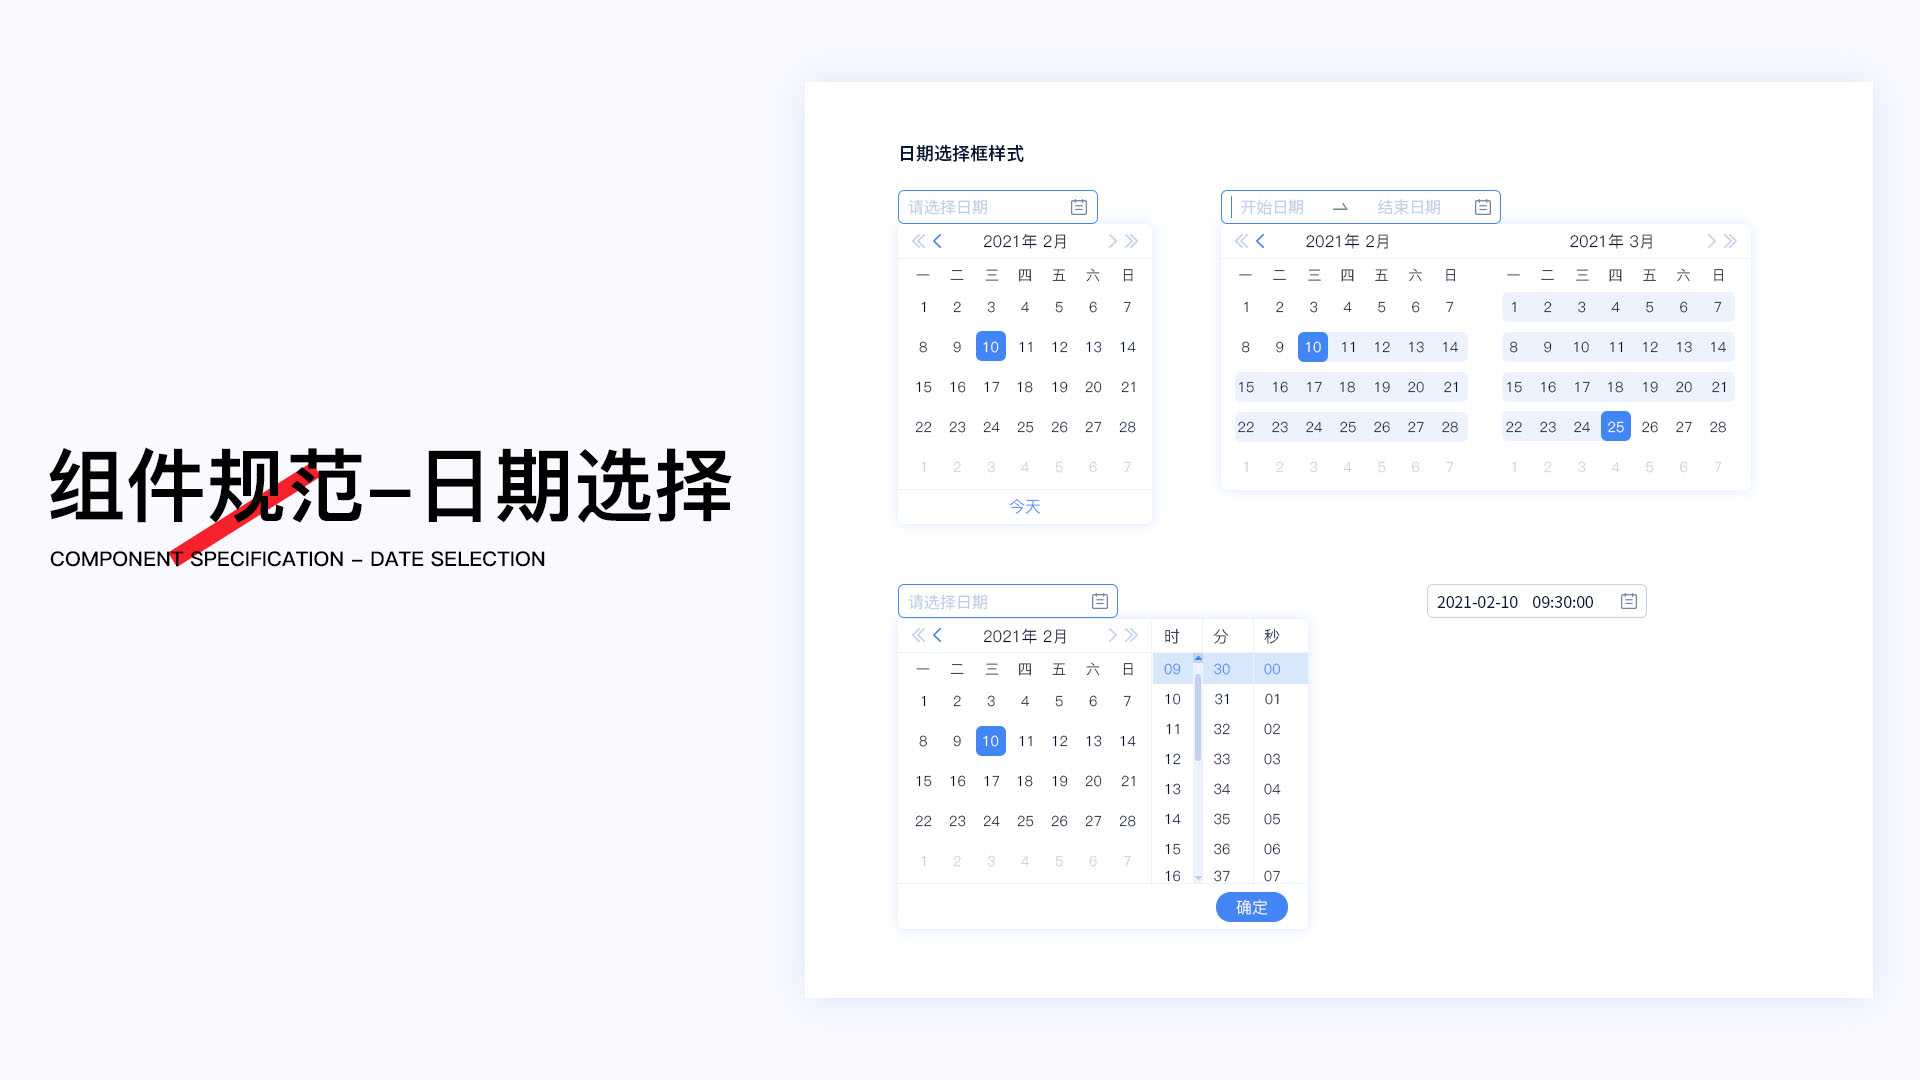 组件规范–日期选择
COMPONENT SPECIFICATION – DATE SELECTION
日期选择框样式
请选择日期
2021年 2月
一 二 三 四 五 六 日
1 2 3 4 5 6 7
8 9 10 11 12 13 14
15 16 17 18 19 20 21
22 23 24 25 26 27 28
1 2 3 4 5 6 7
今天
开始日期 结束日期
2021年 2月
一 二 三 四 五 六 日
1 2 3 4 5 6 7
8 9 10 11 12 13 14
15 16 17 18 19 20 21
22 23 24 25 26 27 28
1 2 3 4 5 6 7
2021年 3月
一 二 三 四 五 六 日
1 2 3 4 5 6 7
8 9 10 11 12 13 14
15 16 17 18 19 20 21
22 23 24 25 26 27 28
1 2 3 4 5 6 7
请选择日期
2021年 2月
一 二 三 四 五 六 日
1 2 3 4 5 6 7
8 9 10 11 12 13 14
15 16 17 18 19 20 21
22 23 24 25 26 27 28
1 2 3 4 5 6 7
时 分 秒
09 30 00
10 31 01
11 32 02
12 33 03
13 34 04
14 35 05
15 36 06
16 37 07
确定
2021-02-10 09:30:00